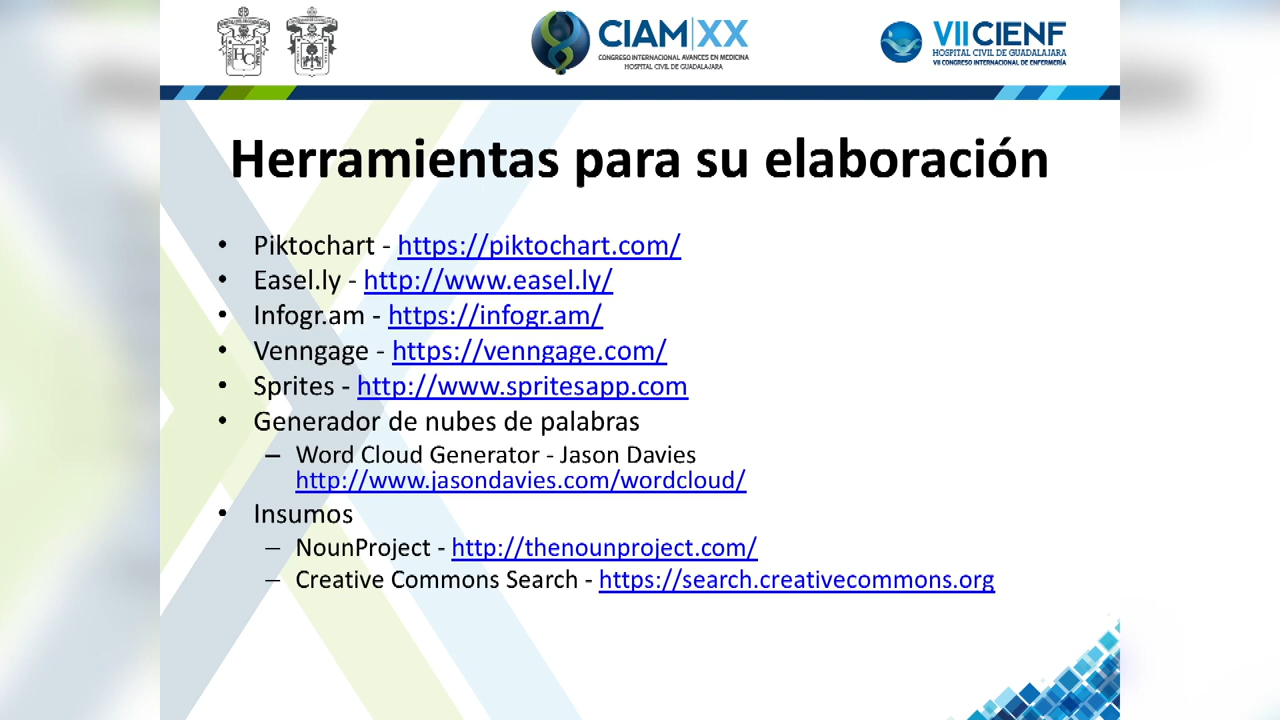 HC
CIAM|XX
CONGRESO INTERNACIONAL AVANCES EN MEDICINA
HOSPITAL CIVIL DE GUADALAJARA
VII CIENF
HOSPITAL CIVIL DE GUADALAJARA
VII CONGRESO INTERNACIONAL DE ENFERMERÍA
Herramientas para su elaboración
• Piktochart - https://piktochart.com/
• Easel.ly - http://www.easel.ly/
• Infogr.am - https://infogr.am/
• Venngage - https://venngage.com/
• Sprites - http://www.spritesapp.com
• Generador de nubes de palabras
– Word Cloud Generator - Jason Davies
http://www.jasondavies.com/wordcloud/
• Insumos
– NounProject - http://thenounproject.com/
– Creative Commons Search - https://search.creativecommons.org